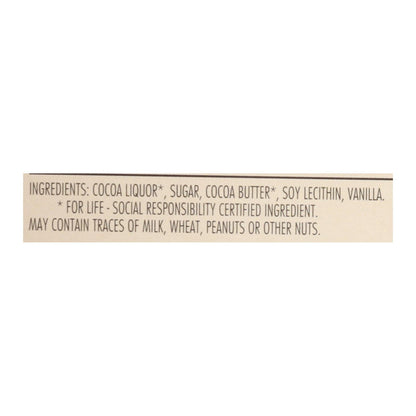 INGREDIENTS: COCOA LIQUOR*, SUGAR, COCOA BUTTER*, SOY LECITHIN, VANILLA.
* FOR LIFE - SOCIAL RESPONSIBILITY CERTIFIED INGREDIENT.
MAY CONTAIN TRACES OF MILK, WHEAT, PEANUTS OR OTHER NUTS.